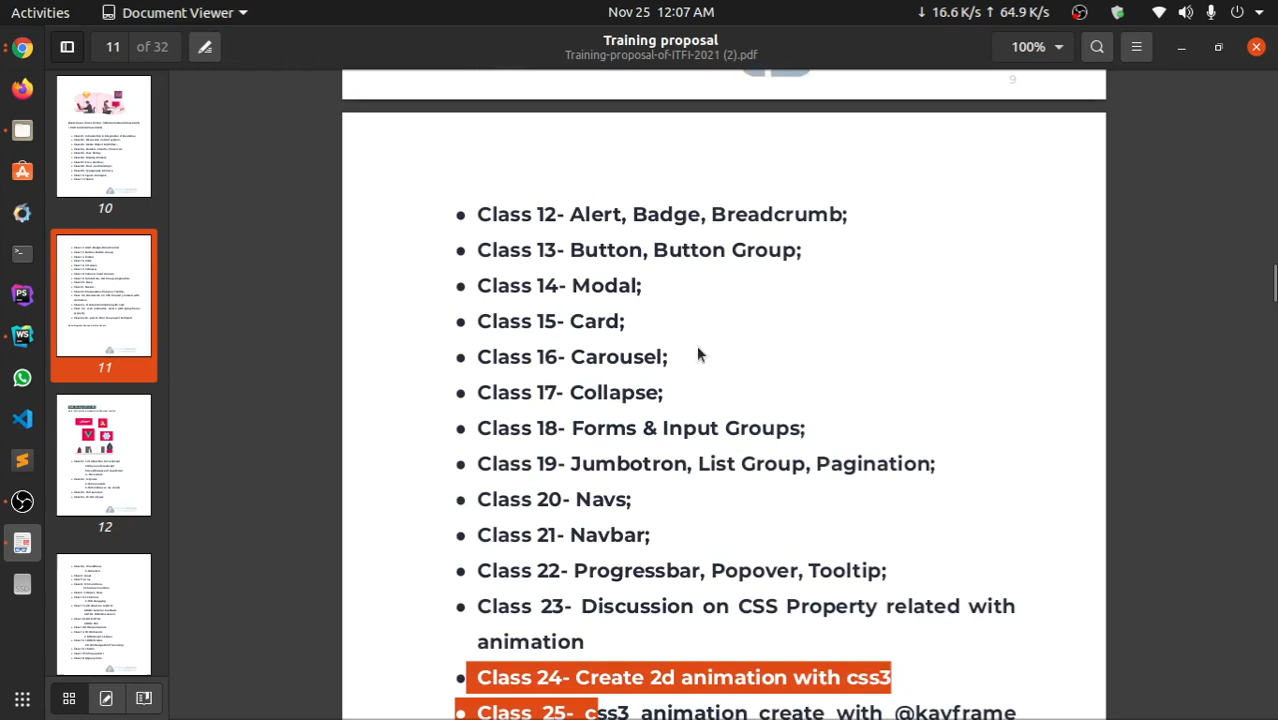 Activities
Document Viewer
Nov 25 12:07 AM
↓ 16.6 K/s ↑ 64.9 K/s
11 of 32
Training proposal
Training-proposal-of-ITFI-2021 (2).pdf
100%
9
10
11
12
• Class 12- Alert, Badge, Breadcrumb;
• Class 13- Button, Button Group;
• Class 14- Modal;
• Class 15- Card;
• Class 16- Carousel;
• Class 17- Collapse;
• Class 18- Forms & Input Groups;
• Class 19- Jumbotron, List Group, Pagination;
• Class 20- Navs;
• Class 21- Navbar;
• Class 22- Progressbar, Popover, Tooltip;
• Class 23- Discussion on CSS Property related with
animation
• Class 24- Create 2d animation with css3
• Class 25- css3 animation create with @kayframe